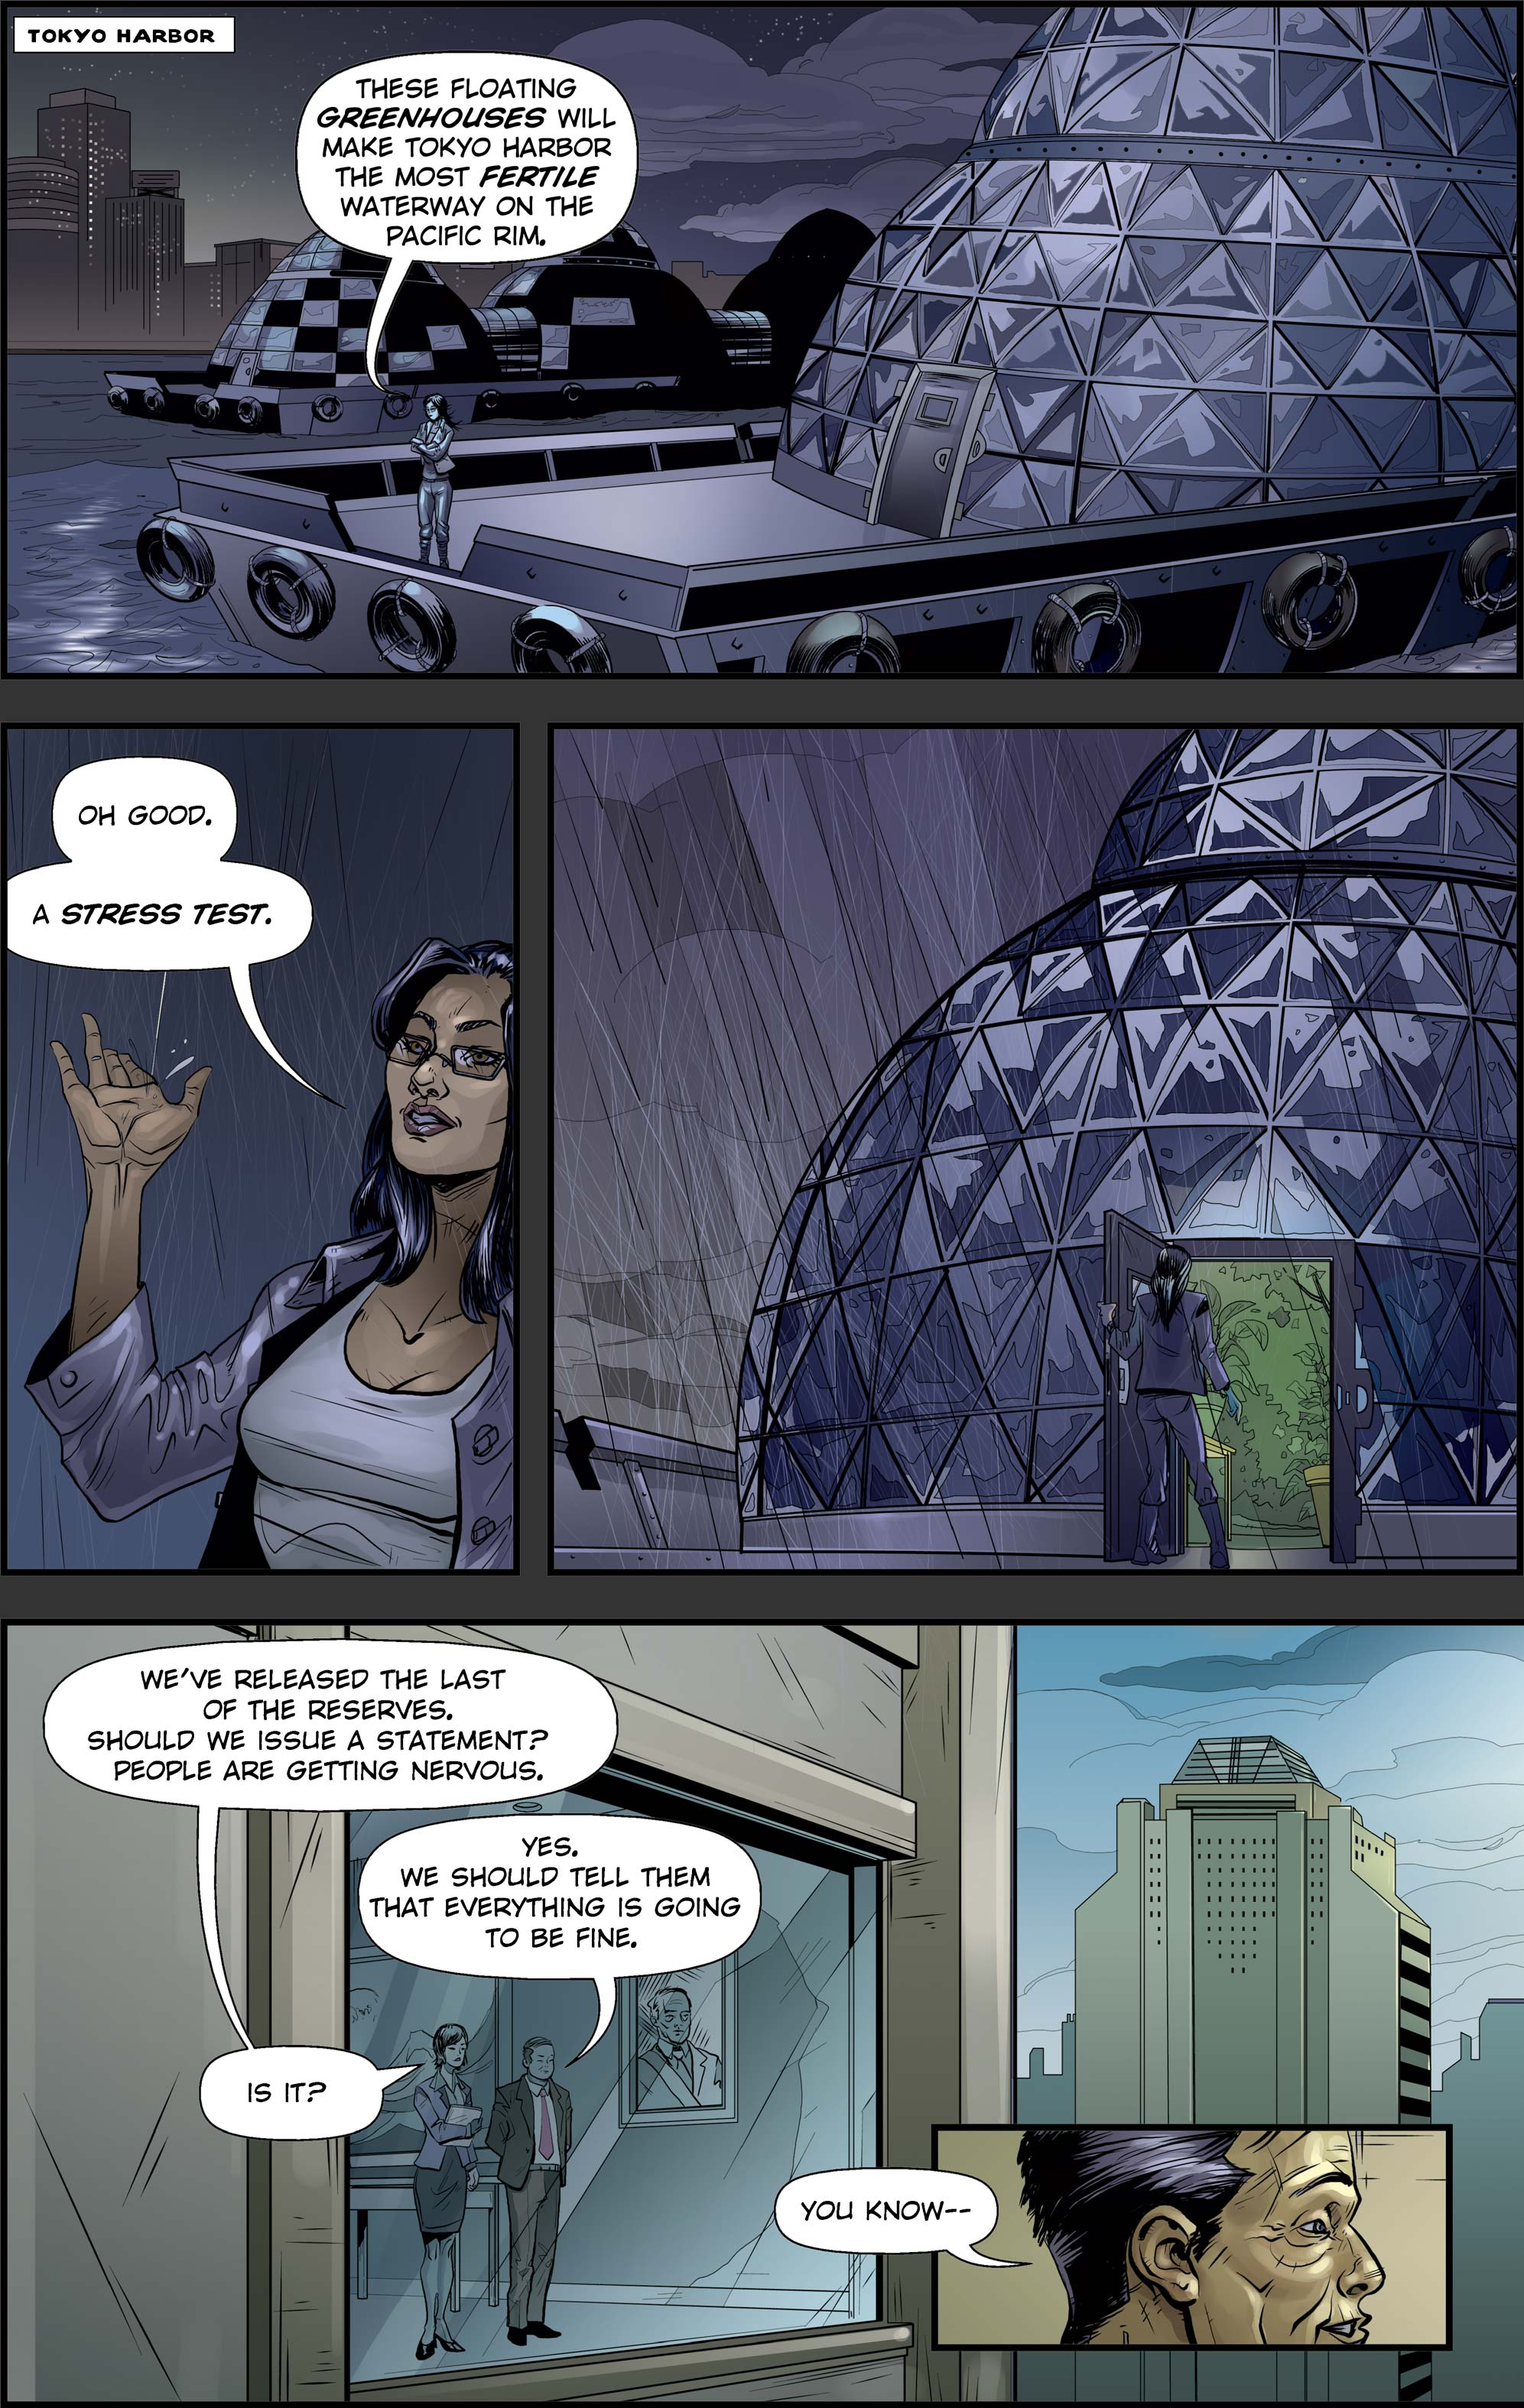 TOKYO HARBOR
THESE FLOATING
GREENHOUSES WILL
MAKE TOKYO HARBOR
THE MOST FERTILE
WATERWAY ON THE
PACIFIC RIM.
OH GOOD.
A STRESS TEST.
WE'VE RELEASED THE LAST
OF THE RESERVES.
SHOULD WE ISSUE A STATEMENT?
PEOPLE ARE GETTING NERVOUS.
YES.
WE SHOULD TELL THEM
THAT EVERYTHING IS GOING
TO BE FINE.
IS IT?
YOU KNOW--